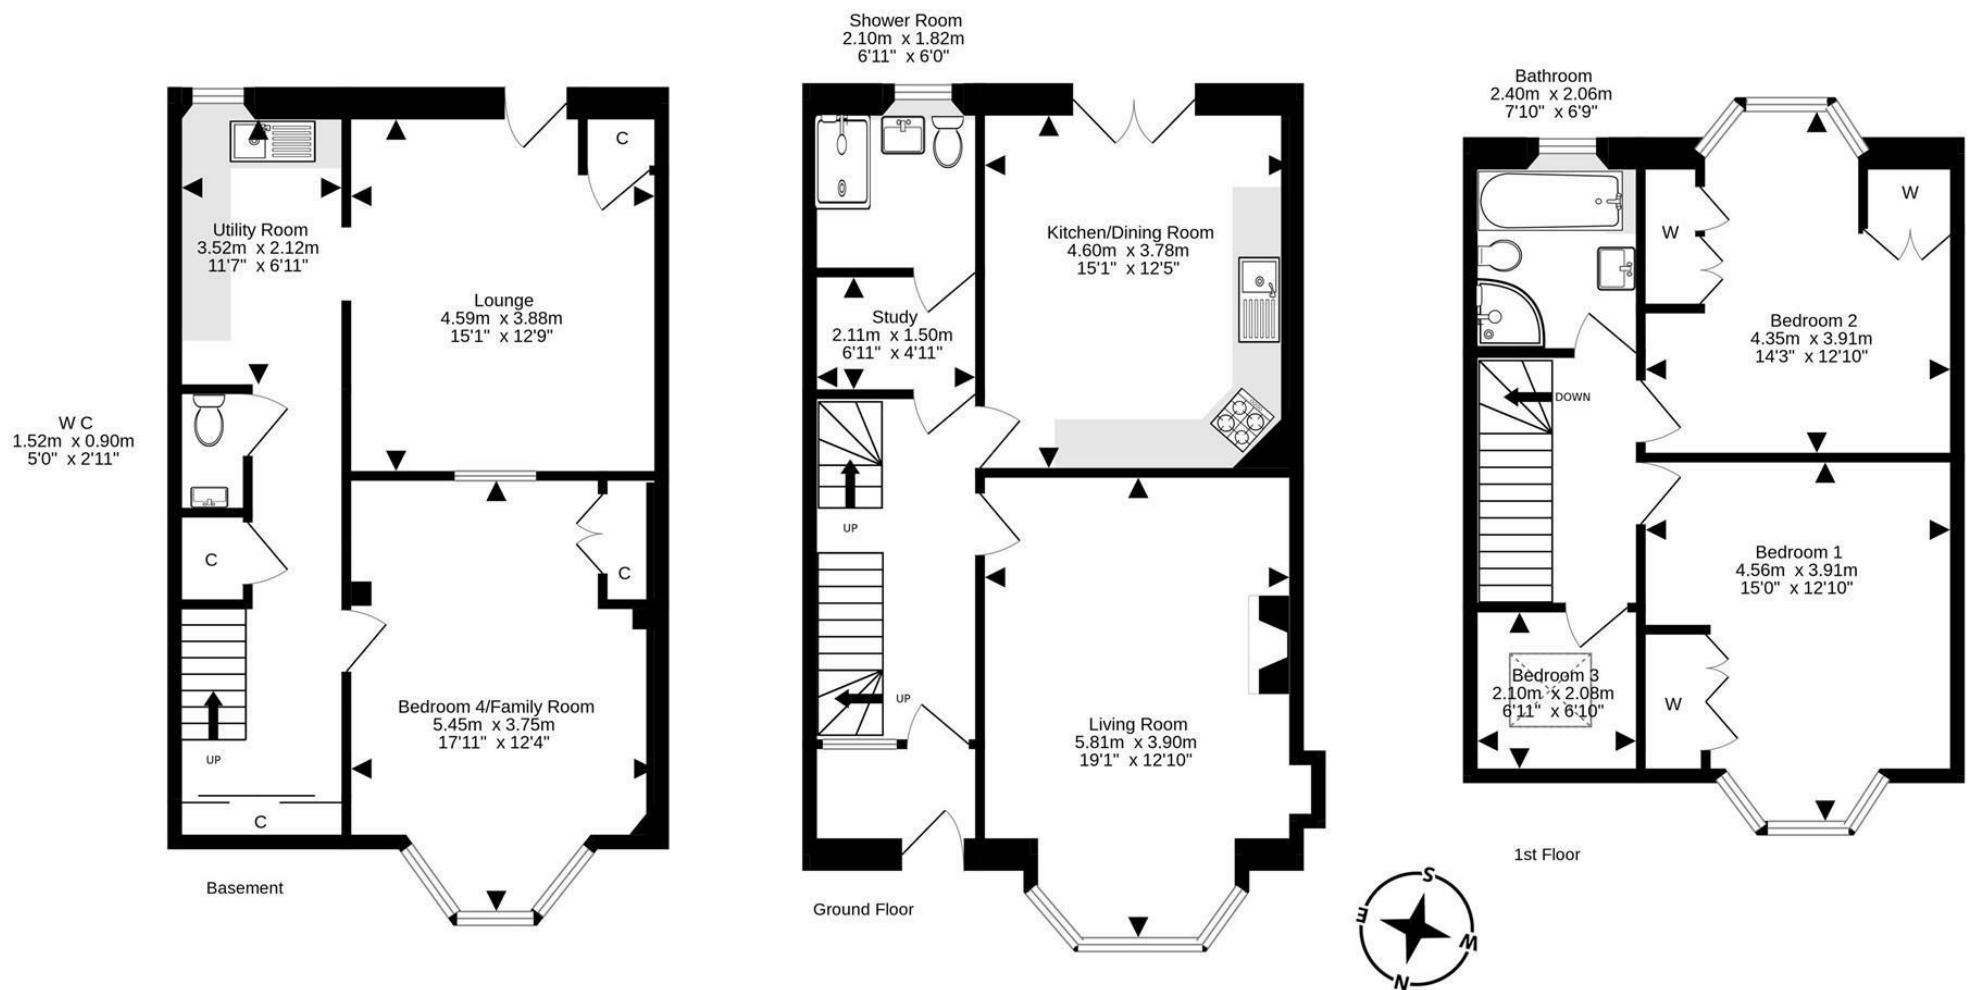 Utility Room
3.52m x 2.12m
11'7" x 6'11"
C
Lounge
4.59m x 3.88m
15'1" x 12'9"
W C
1.52m x 0.90m
5'0" x 2'11"
C
C
Bedroom 4/Family Room
5.45m x 3.75m
17'11" x 12'4"
UP
C
Basement
Shower Room
2.10m x 1.82m
6'11" x 6'0"
Kitchen/Dining Room
4.60m x 3.78m
15'1" x 12'5"
Study
2.11m x 1.50m
6'11" x 4'11"
UP
UP
Living Room
5.81m x 3.90m
19'1" x 12'10"
Ground Floor
Bathroom
2.40m x 2.06m
7'10" x 6'9"
W
W
Bedroom 2
4.35m x 3.91m
14'3" x 12'10"
DOWN
Bedroom 1
4.56m x 3.91m
15'0" x 12'10"
Bedroom 3
2.10m x 2.08m
6'11" x 6'10"
W
1st Floor
S
E
W
N